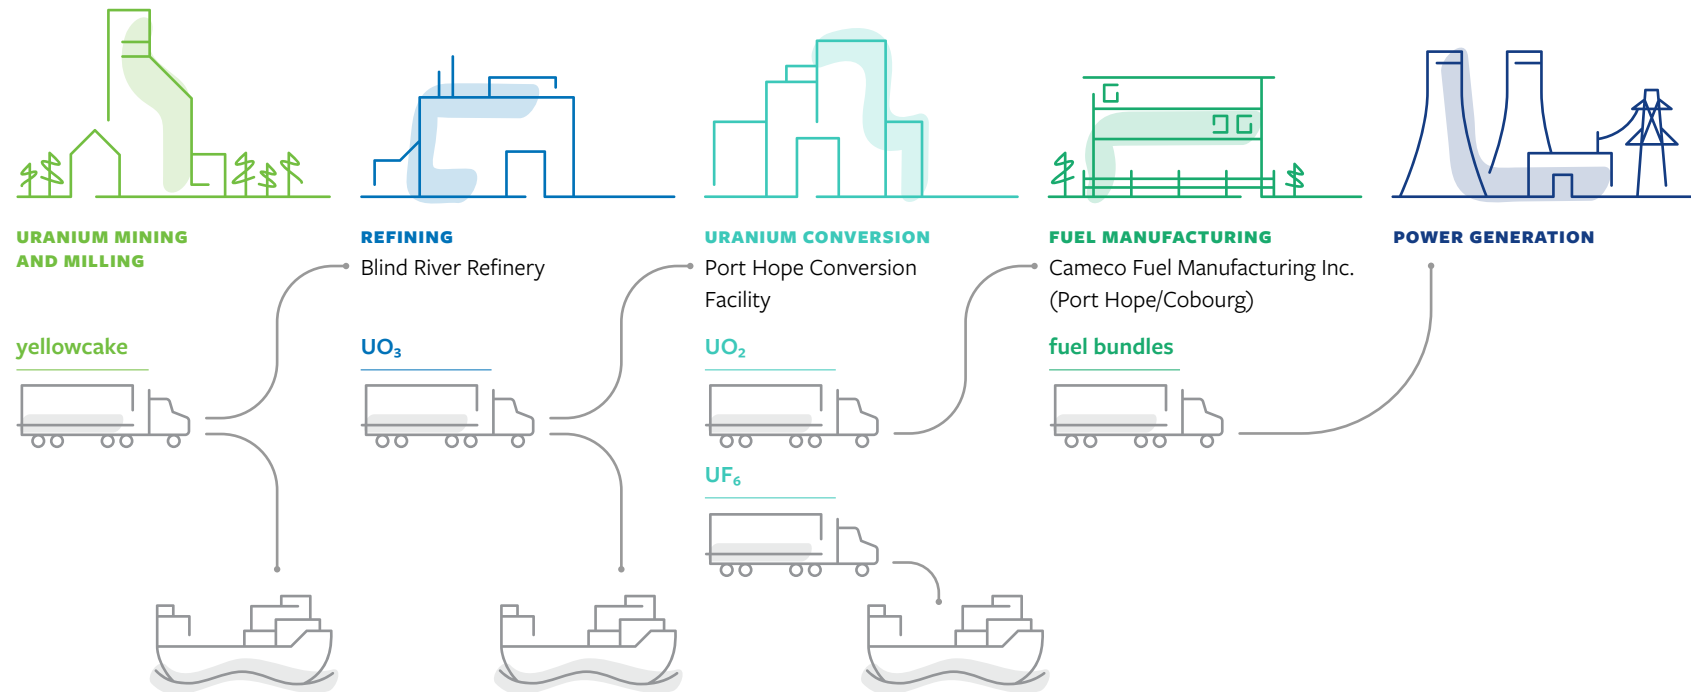 URANIUM MINING
AND MILLING
yellowcake
REFINING
Blind River Refinery
UO₃
URANIUM CONVERSION
Port Hope Conversion
Facility
UO₂
UF₆
FUEL MANUFACTURING
Cameco Fuel Manufacturing Inc.
(Port Hope/Cobourg)
fuel bundles
POWER GENERATION